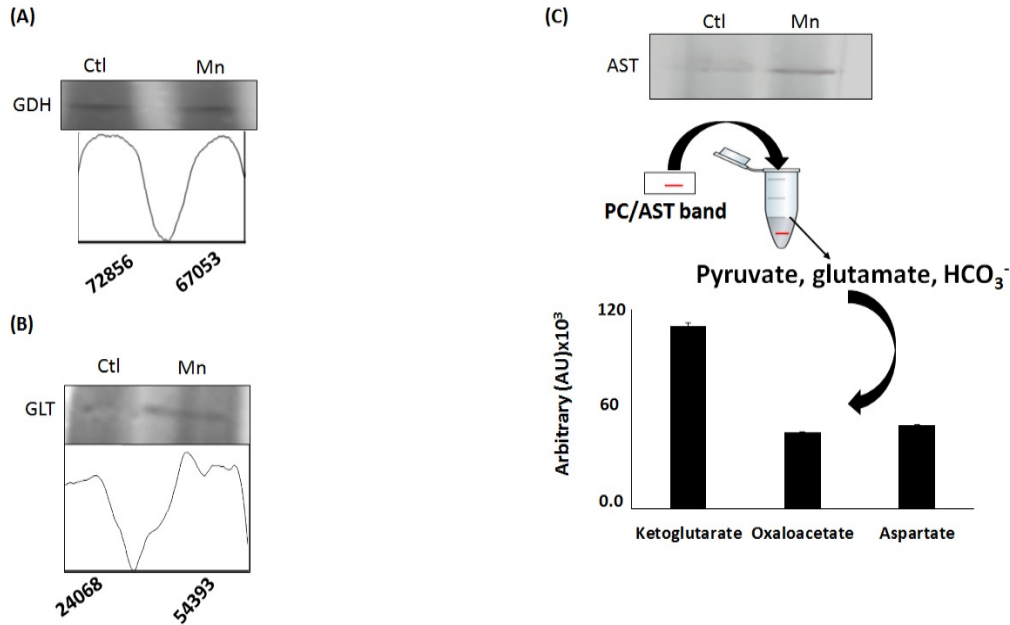 (A)
Ctl Mn
GDH
72856 67053
(B)
Ctl Mn
GLT
24068 54393
(C)
Ctl Mn
AST
PC/AST band
Pyruvate, glutamate, HCO₃⁻
Arbitrary (AU)x10³
120
60
0.0
Ketoglutarate Oxaloacetate Aspartate